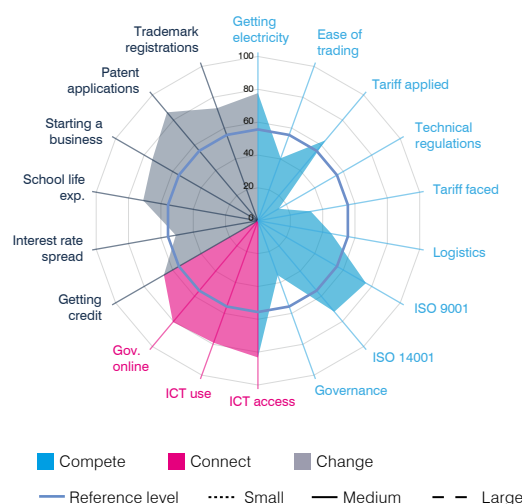 Getting
electricity
Ease of
trading
Tariff applied
Technical
regulations
Tariff faced
Logistics
ISO 9001
ISO 14001
Governance
ICT access
ICT use
Gov.
online
Getting
credit
Interest rate
spread
School life
exp.
Starting a
business
Patent
applications
Trademark
registrations
100
80
60
40
20
0
Compete Connect Change
Reference level Small Medium Large